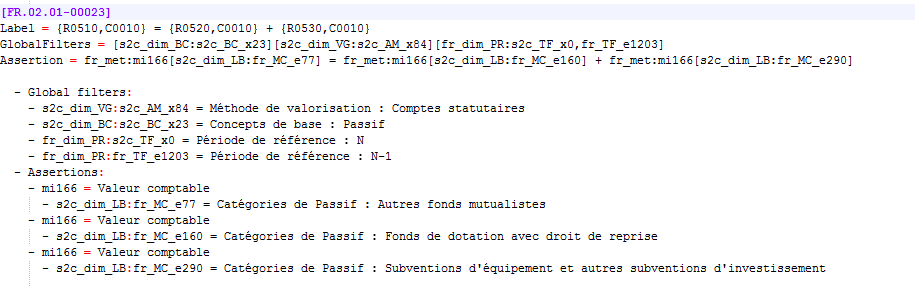 [FR.02.01-00023]
Label = {R0510,C0010} = {R0520,C0010} + {R0530,C0010}
GlobalFilters = [s2c_dim_BC:s2c_BC_x23][s2c_dim_VG:s2c_AM_x84][fr_dim_PR:s2c_TF_x0,fr_TF_e1203]
Assertion = fr_met:mi166[s2c_dim_LB:fr_MC_e77] = fr_met:mi166[s2c_dim_LB:fr_MC_e160] + fr_met:mi166[s2c_dim_LB:fr_MC_e290]
- Global filters:
- s2c_dim_VG:s2c_AM_x84 = Méthode de valorisation : Comptes statutaires
- s2c_dim_BC:s2c_BC_x23 = Concepts de base : Passif
- fr_dim_PR:s2c_TF_x0 = Période de référence : N
- fr_dim_PR:fr_TF_e1203 = Période de référence : N-1
- Assertions:
- mi166 = Valeur comptable
- s2c_dim_LB:fr_MC_e77 = Catégories de Passif : Autres fonds mutualistes
- mi166 = Valeur comptable
- s2c_dim_LB:fr_MC_e160 = Catégories de Passif : Fonds de dotation avec droit de reprise
- mi166 = Valeur comptable
- s2c_dim_LB:fr_MC_e290 = Catégories de Passif : Subventions d'équipement et autres subventions d'investissement